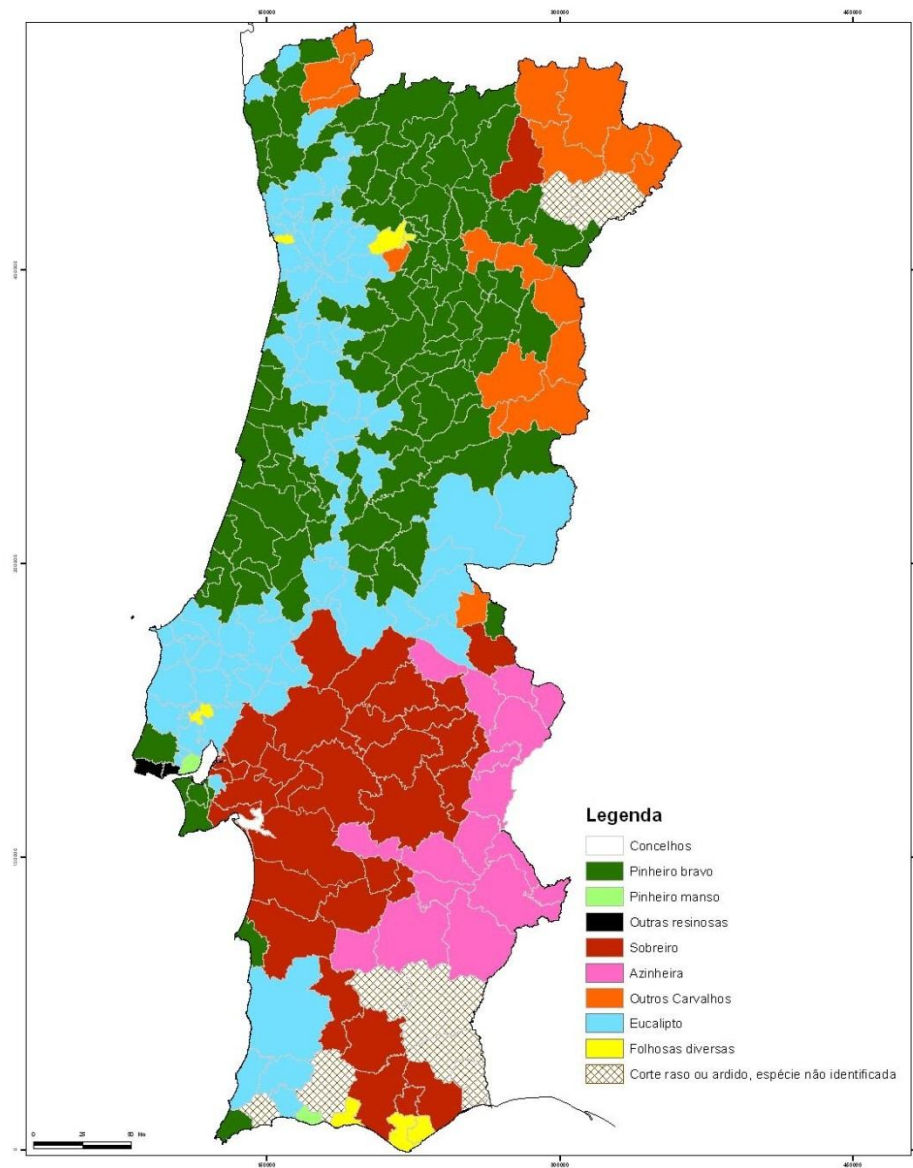 Legenda
Concelhos
Pinheiro bravo
Pinheiro manso
Outras resinosas
Sobreiro
Azinheira
Outros Carvalhos
Eucalipto
Folhosas diversas
Corte raso ou ardido, espécie não identificada